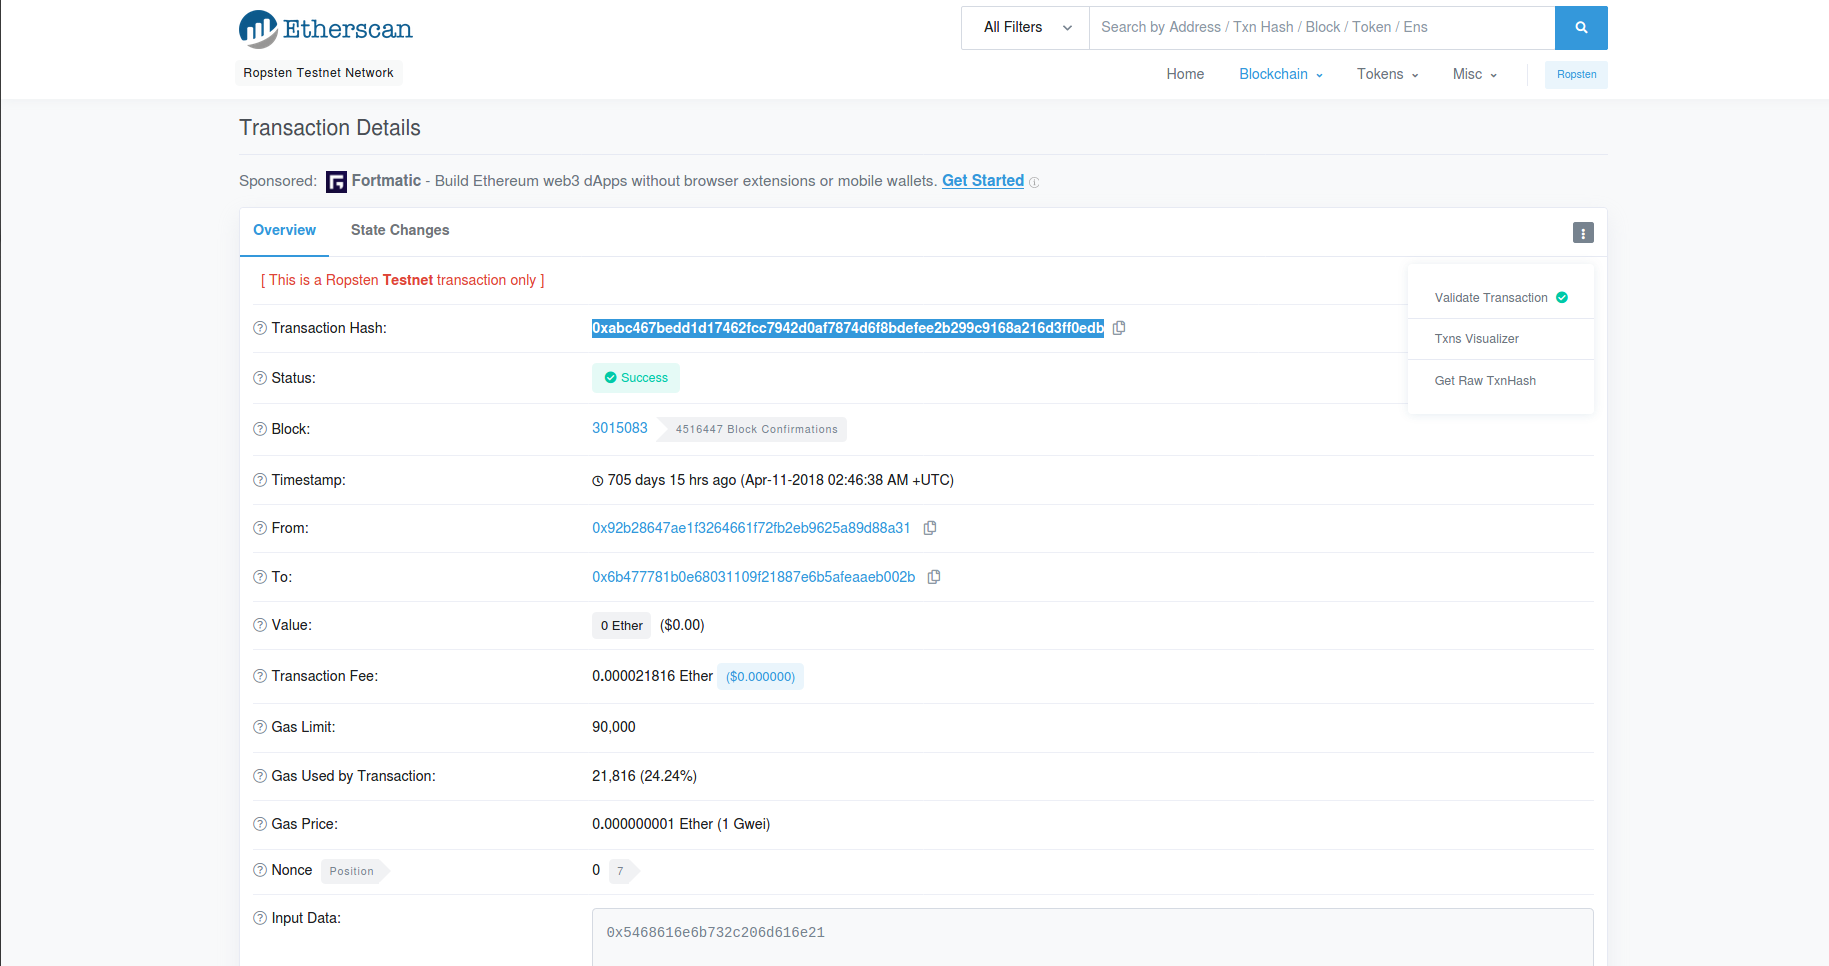 Etherscan
All Filters Search by Address / Txn Hash / Block / Token / Ens
Ropsten Testnet Network
Home Blockchain Tokens Misc Ropsten
Transaction Details
Sponsored: Fortmatic - Build Ethereum web3 dApps without browser extensions or mobile wallets. Get Started
Overview State Changes
[ This is a Ropsten Testnet transaction only ]
Validate Transaction
Txns Visualizer
Get Raw TxnHash
Transaction Hash: 0xabc467bedd1d17462fcc7942d0af7874d6f8bdefee2b299c9168a216d3ff0edb
Status: Success
Block: 3015083 4516447 Block Confirmations
Timestamp: 705 days 15 hrs ago (Apr-11-2018 02:46:38 AM +UTC)
From: 0x92b28647ae1f3264661f72fb2eb9625a89d88a31
To: 0x6b477781b0e68031109f21887e6b5afeaaeb002b
Value: 0 Ether ($0.00)
Transaction Fee: 0.000021816 Ether ($0.000000)
Gas Limit: 90,000
Gas Used by Transaction: 21,816 (24.24%)
Gas Price: 0.000000001 Ether (1 Gwei)
Nonce Position 0 7
Input Data: 0x5468616e6b732c206d616e21